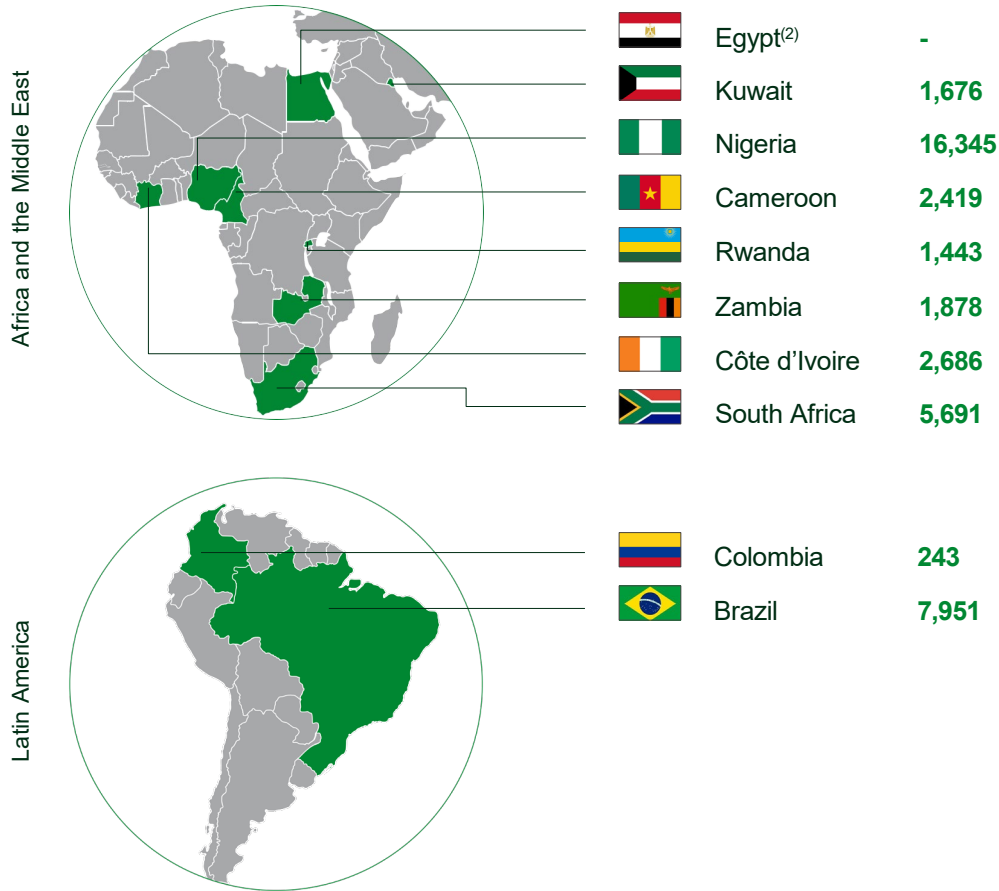 Africa and the Middle East
Egypt(2) -
Kuwait 1,676
Nigeria 16,345
Cameroon 2,419
Rwanda 1,443
Zambia 1,878
Côte d’Ivoire 2,686
South Africa 5,691
Latin America
Colombia 243
Brazil 7,951